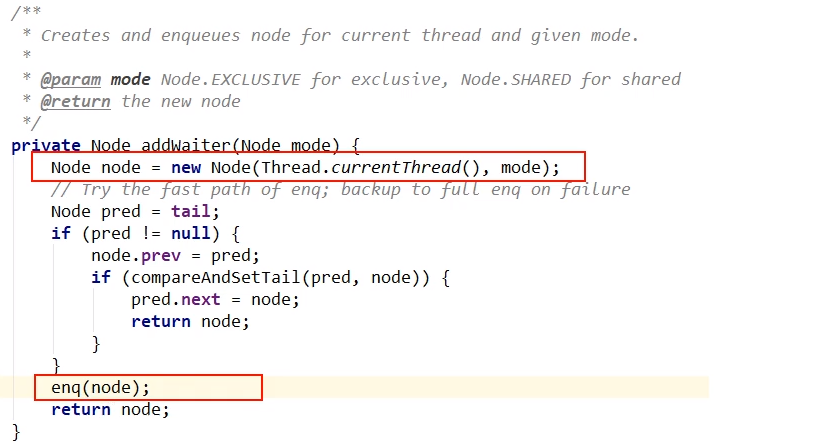 /**
 * Creates and enqueues node for current thread and given mode.
 *
 * @param mode Node.EXCLUSIVE for exclusive, Node.SHARED for shared
 * @return the new node
 */
private Node addWaiter(Node mode) {
    Node node = new Node(Thread.currentThread(), mode);
    // Try the fast path of enq; backup to full enq on failure
    Node pred = tail;
    if (pred != null) {
        node.prev = pred;
        if (compareAndSetTail(pred, node)) {
            pred.next = node;
            return node;
        }
    }
    enq(node);
    return node;
}